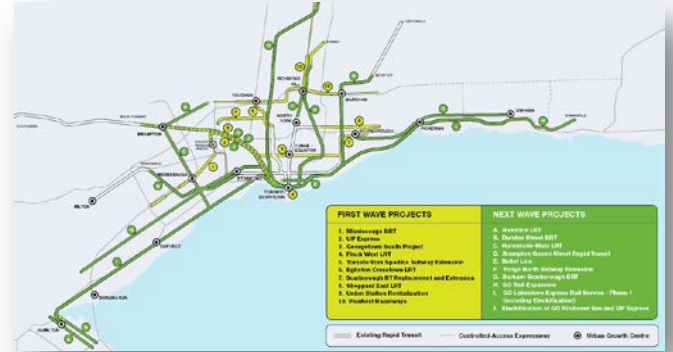 RICHMOND HILL
VAUGHAN
MARKHAM
BRAMPTON
NORTH YORK
SCARBOROUGH
PICKERING
OSHAWA
YONGE - EGLINTON
MISSISSAUGA
ETOBICOKE
TORONTO DOWNTOWN
MILTON
OAKVILLE
BURLINGTON
HAMILTON
FIRST WAVE PROJECTS
1. Mississauga BRT
2. UP Express
3. Georgetown South Project
4. Finch West LRT
5. Toronto-York Spadina Subway Extension
6. Eglinton Crosstown LRT
7. Scarborough RT Replacement and Extension
8. Sheppard East LRT
9. Union Station Revitalization
10. VivaNext Rapidways
NEXT WAVE PROJECTS
A. Hamilton LRT
B. Dundas Street BRT
C. Hurontario-Main LRT
D. Brampton Queen Street Rapid Transit
E. Relief Line
F. Yonge North Subway Extension
G. Durham-Scarborough BRT
H. GO Rail Expansion
I. GO Lakeshore Express Rail Service - Phase 1
(including Electrification)
Electrification of GO Kitchener line and UP Express
Existing Rapid Transit
Controlled-Access Expressway
Urban Growth Centre